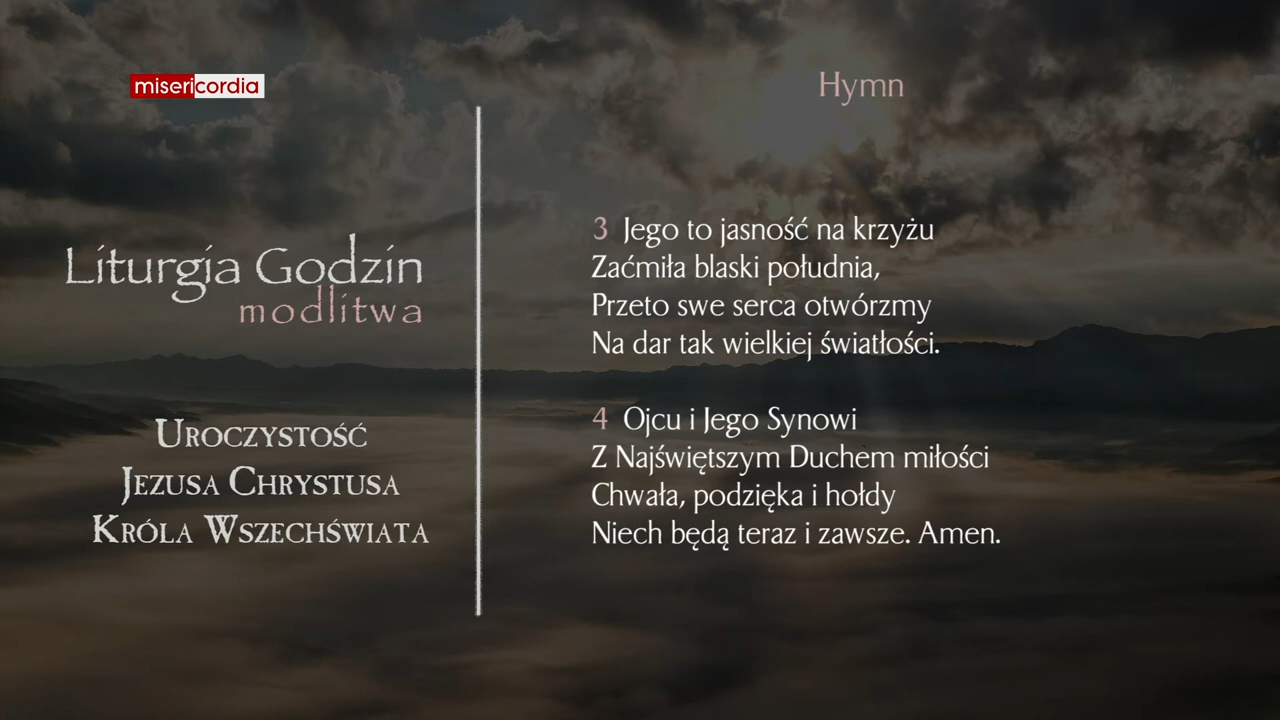 misericordia
Liturgia Godzin
modlitwa
Uroczystość
Jezusa Chrystusa
Króla Wszechświata
Hymn
3 Jego to jasność na krzyżu
Zaćmiła blaski południa,
Przeto swe serca otwórzmy
Na dar tak wielkiej światłości.
4 Ojcu i Jego Synowi
Z Najświętszym Duchem miłości
Chwała, podzięka i hołdy
Niech będą teraz i zawsze. Amen.